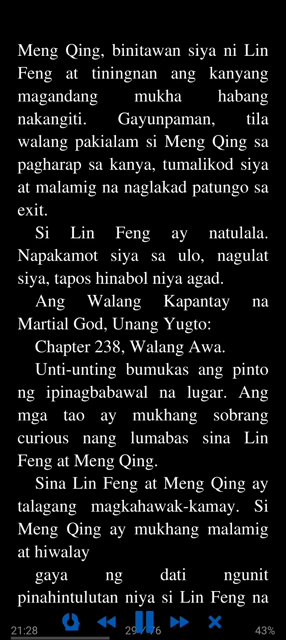 Meng Qing, binitawan siya ni Lin
Feng at tiningnan ang kanyang
magandang mukha habang
nakangiti. Gayunpaman, tila
walang pakialam si Meng Qing sa
pagharap sa kanya, tumalikod siya
at malamig na naglakad patungo sa
exit.
Si Lin Feng ay natulala.
Napakamot siya sa ulo, nagulat
siya, tapos hinabol niya agad.
Ang Walang Kapantay na
Martial God, Unang Yugto:
Chapter 238, Walang Awa.
Unti-unting bumukas ang pinto
ng ipinagbabawal na lugar. Ang
mga tao ay mukhang sobrang
curious nang lumabas sina Lin
Feng at Meng Qing.
Sina Lin Feng at Meng Qing ay
talagang magkahawak-kamay. Si
Meng Qing ay mukhang malamig
at hiwalay
gaya ng dati ngunit
pinahintulutan niya si Lin Feng na
21:28 29 76 43%